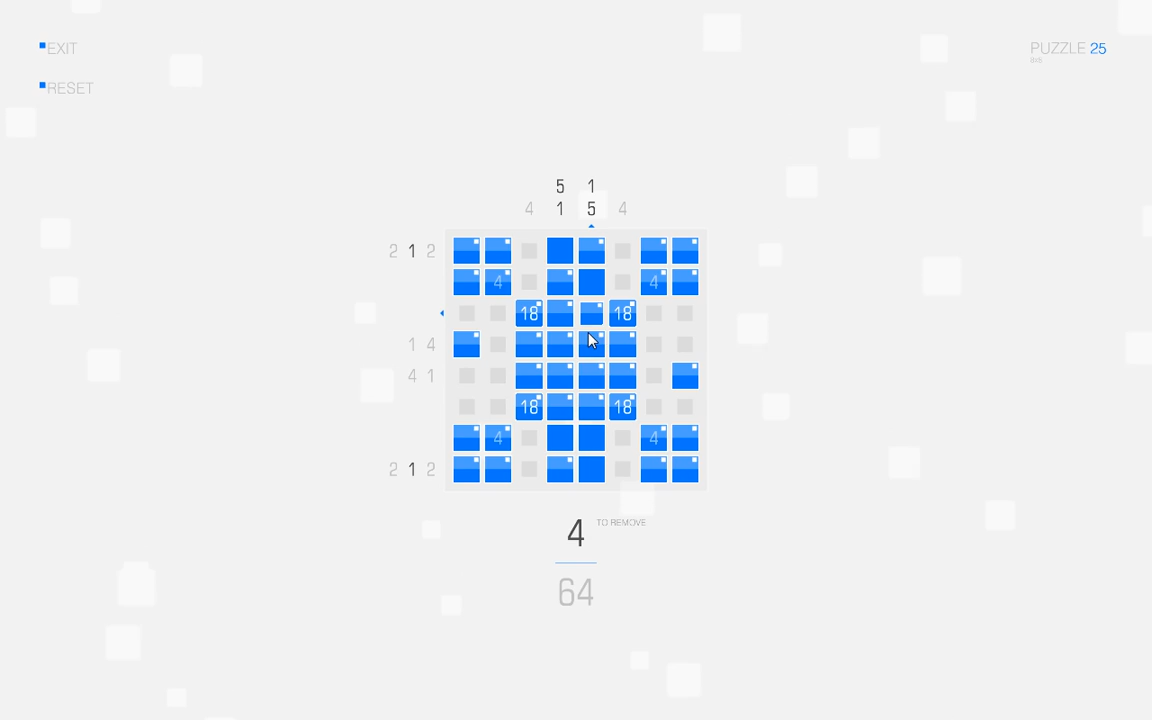 EXIT
PUZZLE 25
8x8
RESET
5 1
4 1 5 4
2 1 2
4 4
18 18
1 4
4 1
18 18
4 4
2 1 2
4 TO REMOVE
64